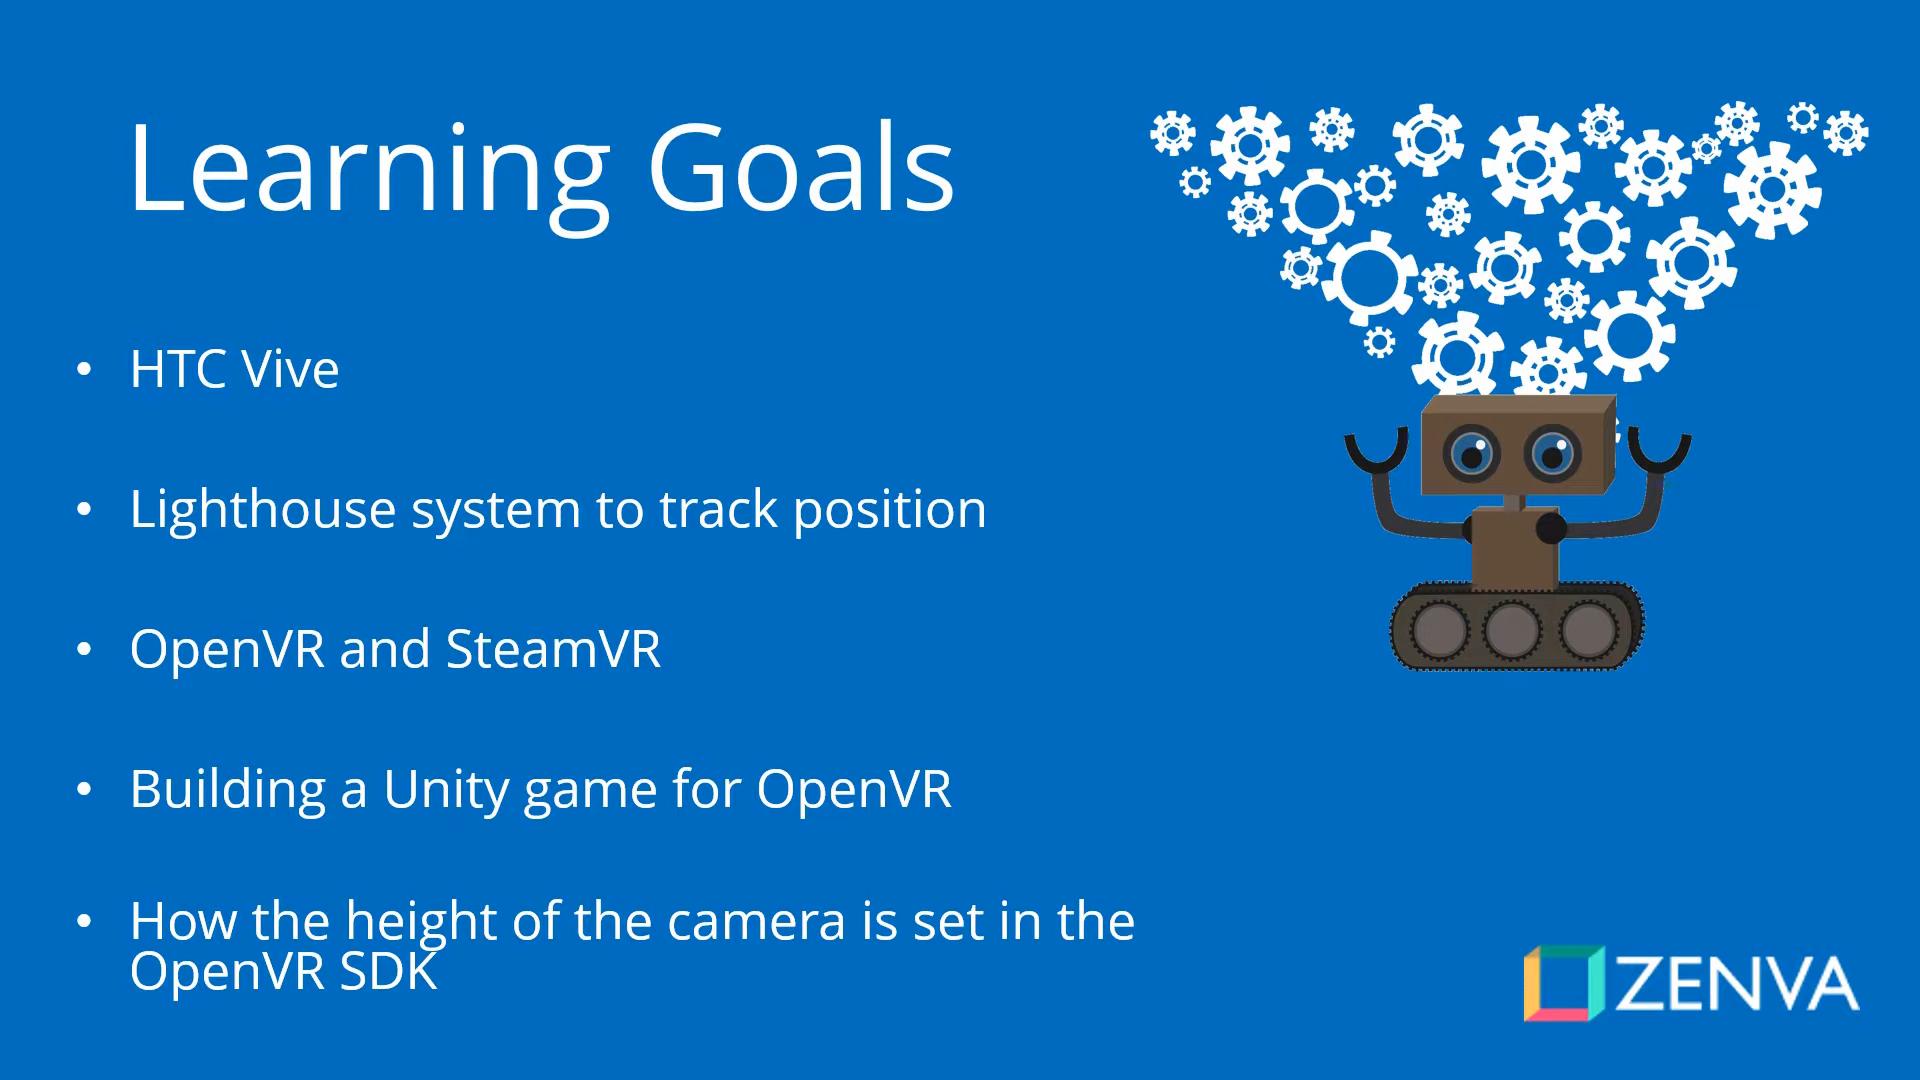 Learning Goals
• HTC Vive
• Lighthouse system to track position
• OpenVR and SteamVR
• Building a Unity game for OpenVR
• How the height of the camera is set in the
OpenVR SDK
ZENVA